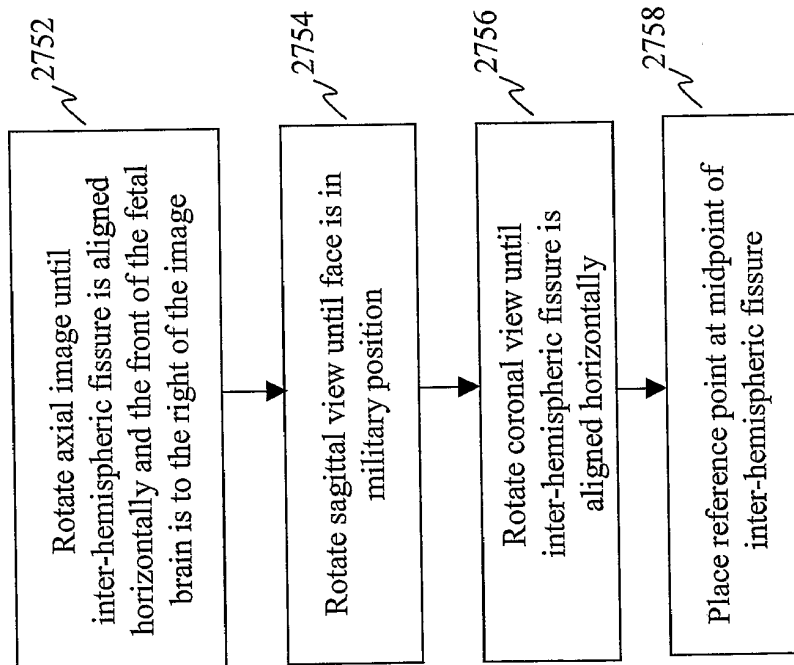 2752
Rotate axial image until
inter-hemispheric fissure is aligned
horizontally and the front of the fetal
brain is to the right of the image
2754
Rotate sagittal view until face is in
military position
2756
Rotate coronal view until
inter-hemispheric fissure is
aligned horizontally
2758
Place reference point at midpoint of
inter-hemispheric fissure